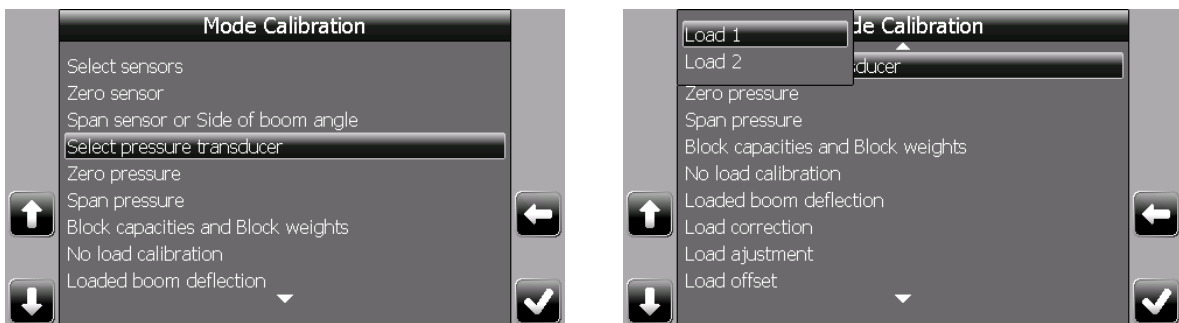 Mode Calibration
Select sensors
Zero sensor
Span sensor or Side of boom angle
Select pressure transducer
Zero pressure
Span pressure
Block capacities and Block weights
No load calibration
Loaded boom deflection
de Calibration
Load 1
Load 2
sducer
Zero pressure
Span pressure
Block capacities and Block weights
No load calibration
Loaded boom deflection
Load correction
Load ajustment
Load offset